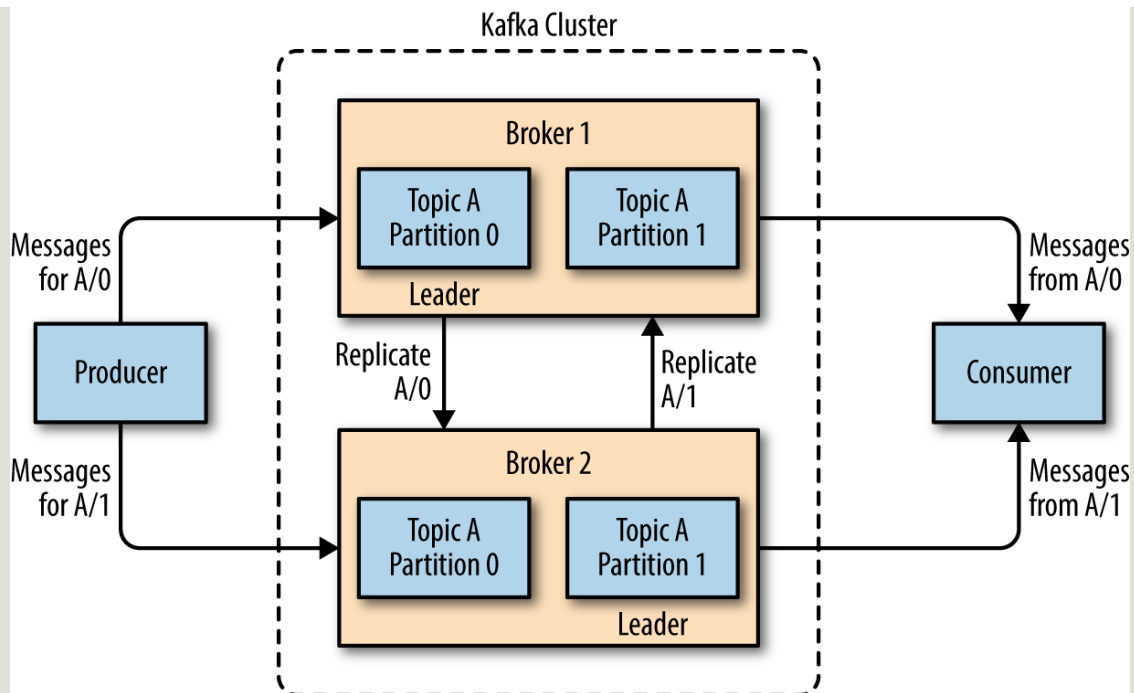 Kafka Cluster
Broker 1
Topic A
Partition 0
Topic A
Partition 1
Leader
Messages
for A/0
Messages
from A/0
Producer
Replicate
A/0
Replicate
A/1
Consumer
Messages
for A/1
Messages
from A/1
Broker 2
Topic A
Partition 0
Topic A
Partition 1
Leader